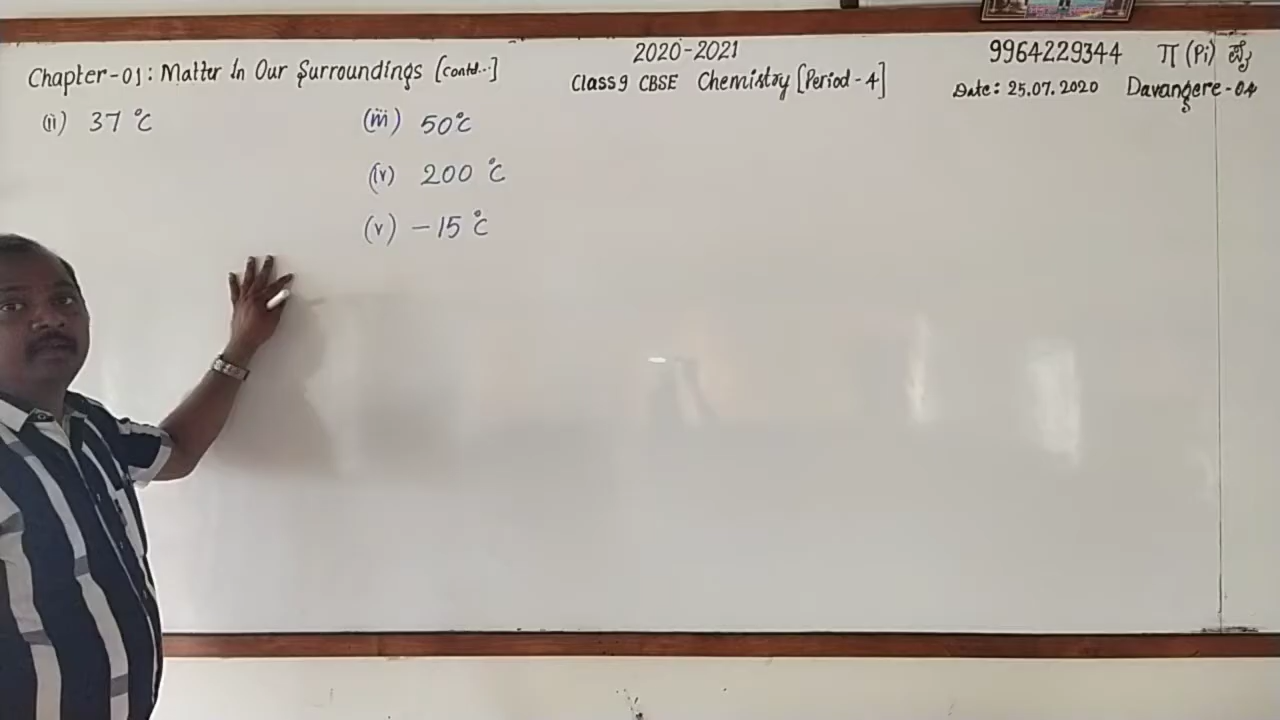 2020-2021
Chapter-01: Matter In Our Surroundings [Contd...]
Class 9 CBSE Chemistry [Period - 4]
9964229344 π (Pi) ಪೈ
Date: 25.07.2020 Davangere-04
(ii) 37 °C
(iii) 50°C
(iv) 200 °C
(v) -15 °C